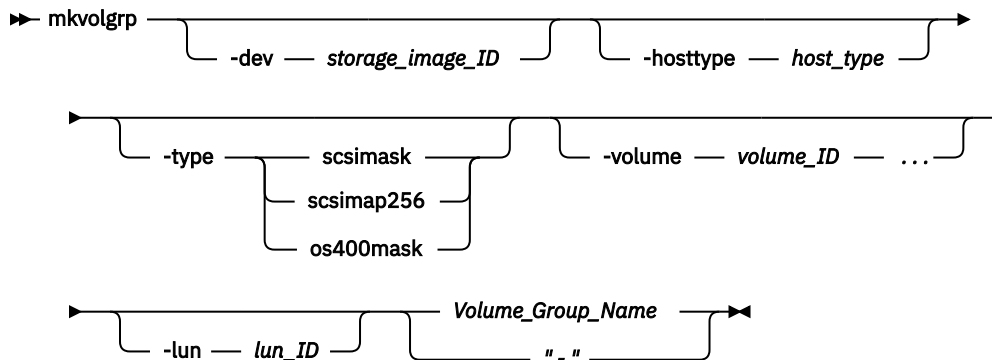 mkvolgrp
-dev storage_image_ID
-hosttype host_type
-type scsimask
scsimap256
os400mask
-volume volume_ID ...
-lun lun_ID
Volume_Group_Name
" - "